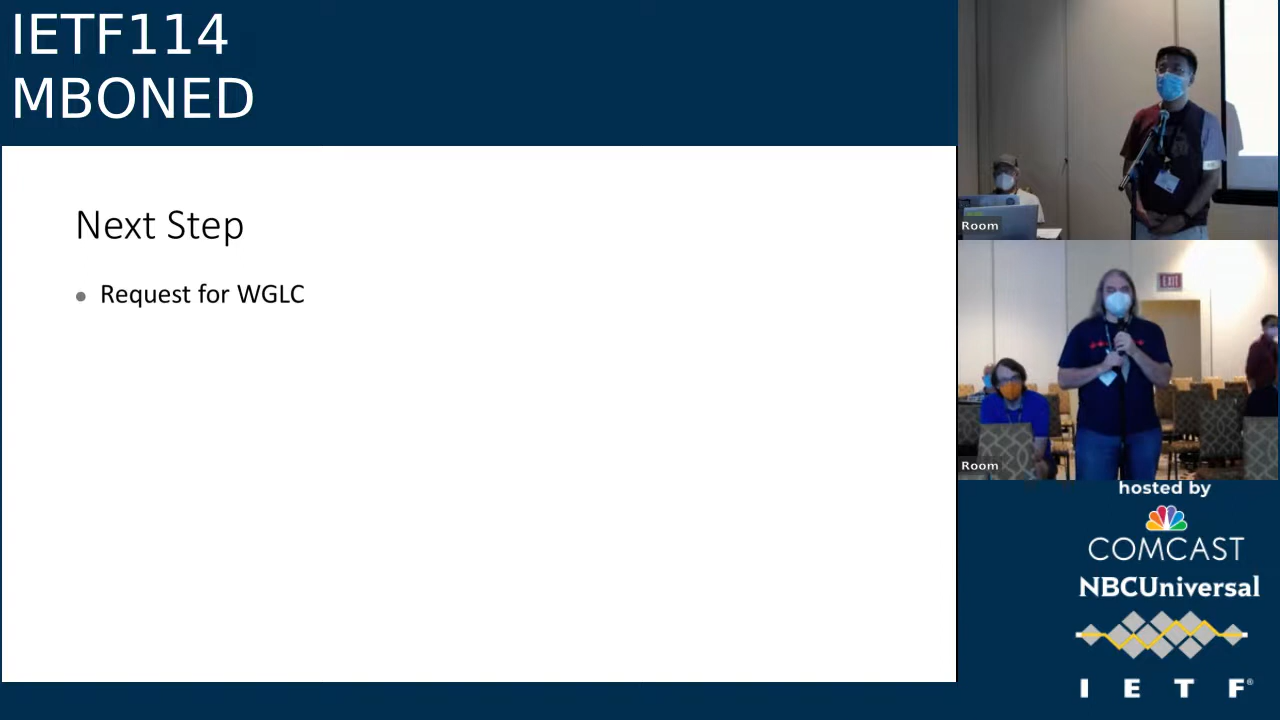 IETF114
MBONED
Next Step
Request for WGLC
Room
EXIT
Room
hosted by
COMCAST
NBCUniversal
I E T F®